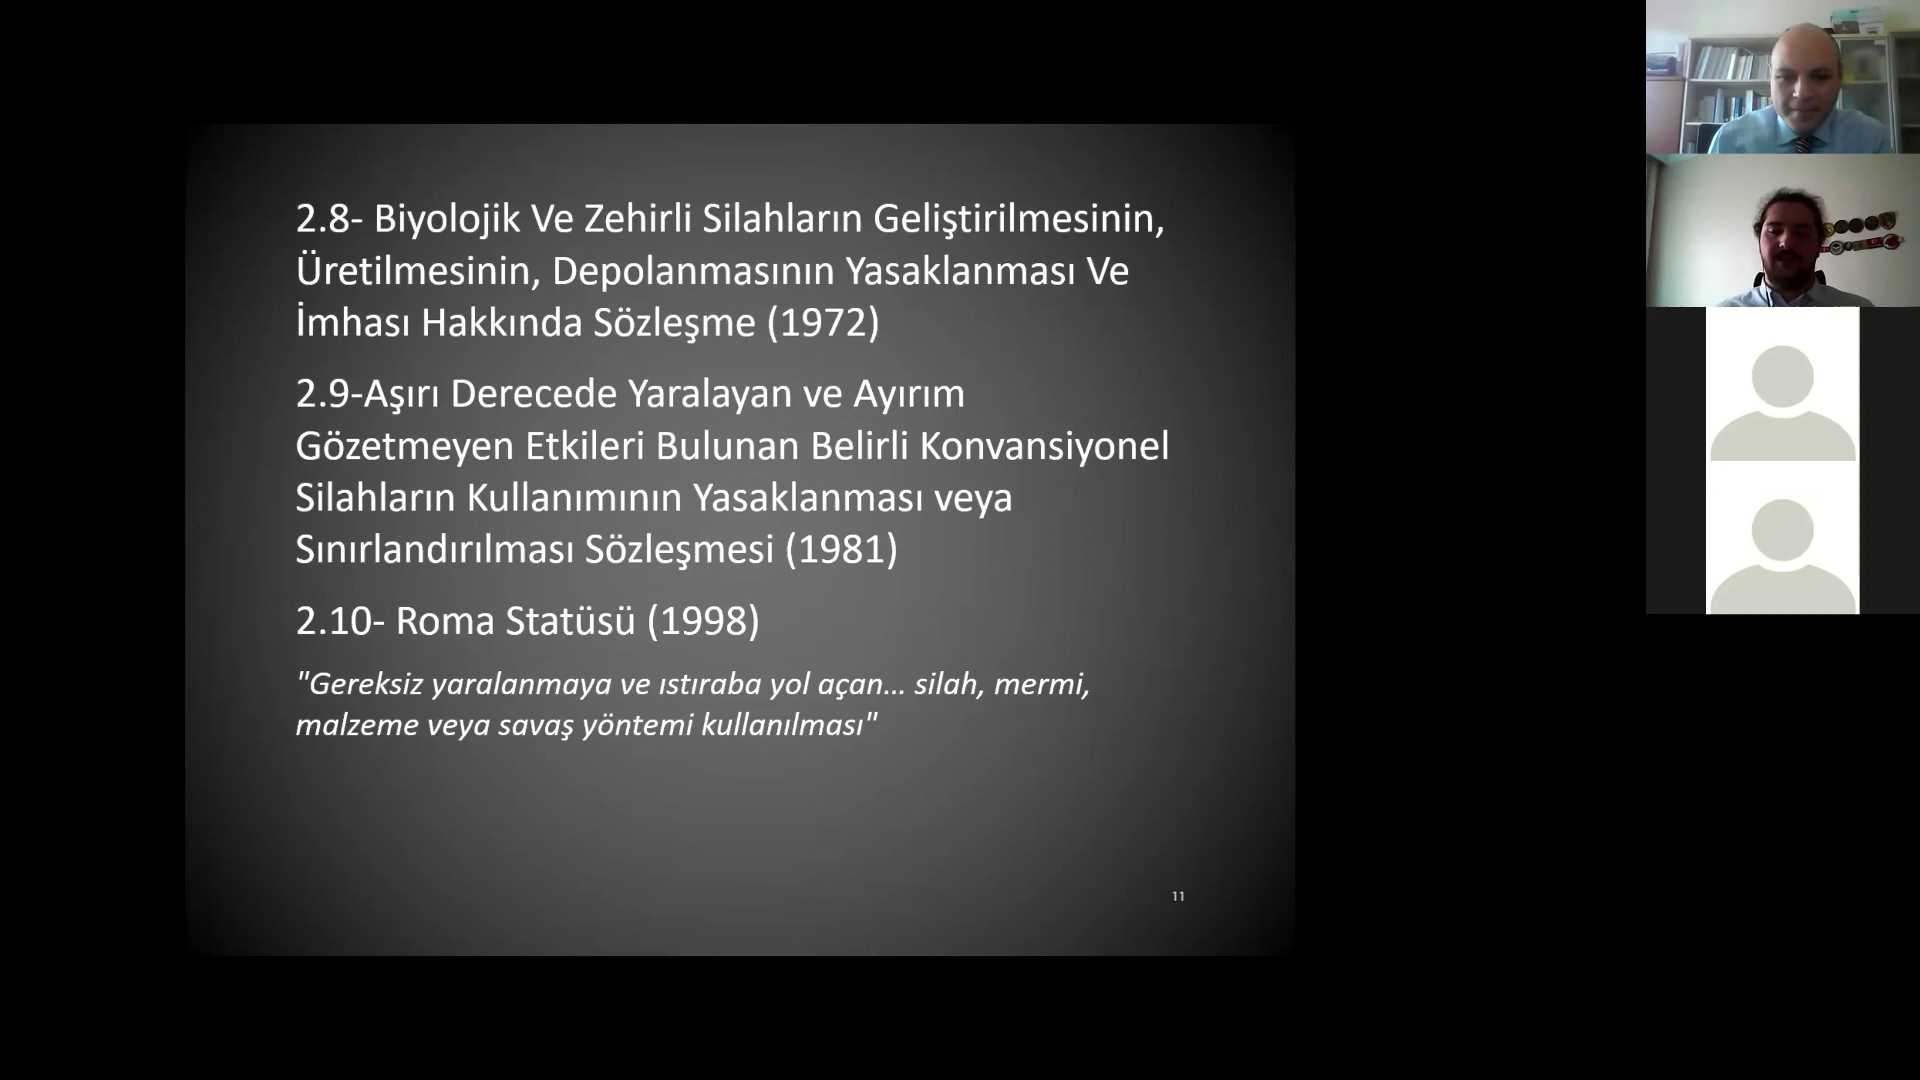 2.8- Biyolojik Ve Zehirli Silahların Geliştirilmesinin,
Üretilmesinin, Depolanmasının Yasaklanması Ve
İmhası Hakkında Sözleşme (1972)
2.9-Aşırı Derecede Yaralayan ve Ayırım
Gözetmeyen Etkileri Bulunan Belirli Konvansiyonel
Silahların Kullanımının Yasaklanması veya
Sınırlandırılması Sözleşmesi (1981)
2.10- Roma Statüsü (1998)
"Gereksiz yaralanmaya ve ıstıraba yol açan... silah, mermi,
malzeme veya savaş yöntemi kullanılması"
11